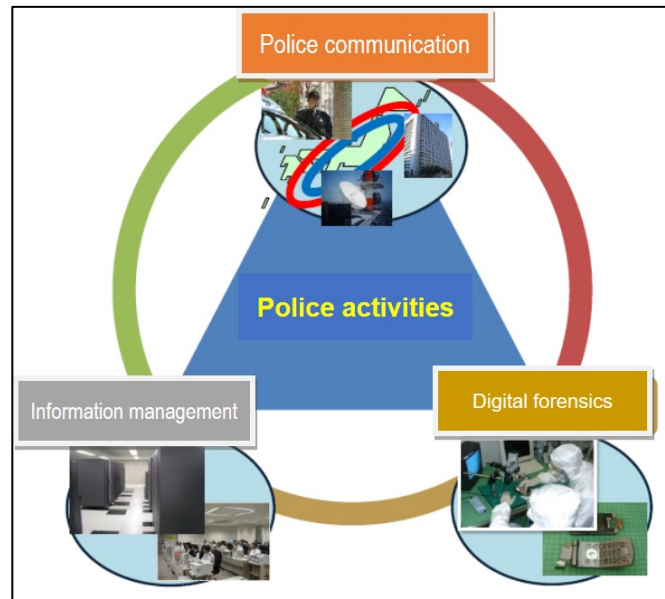 Police communication
Police activities
Information management
Digital forensics